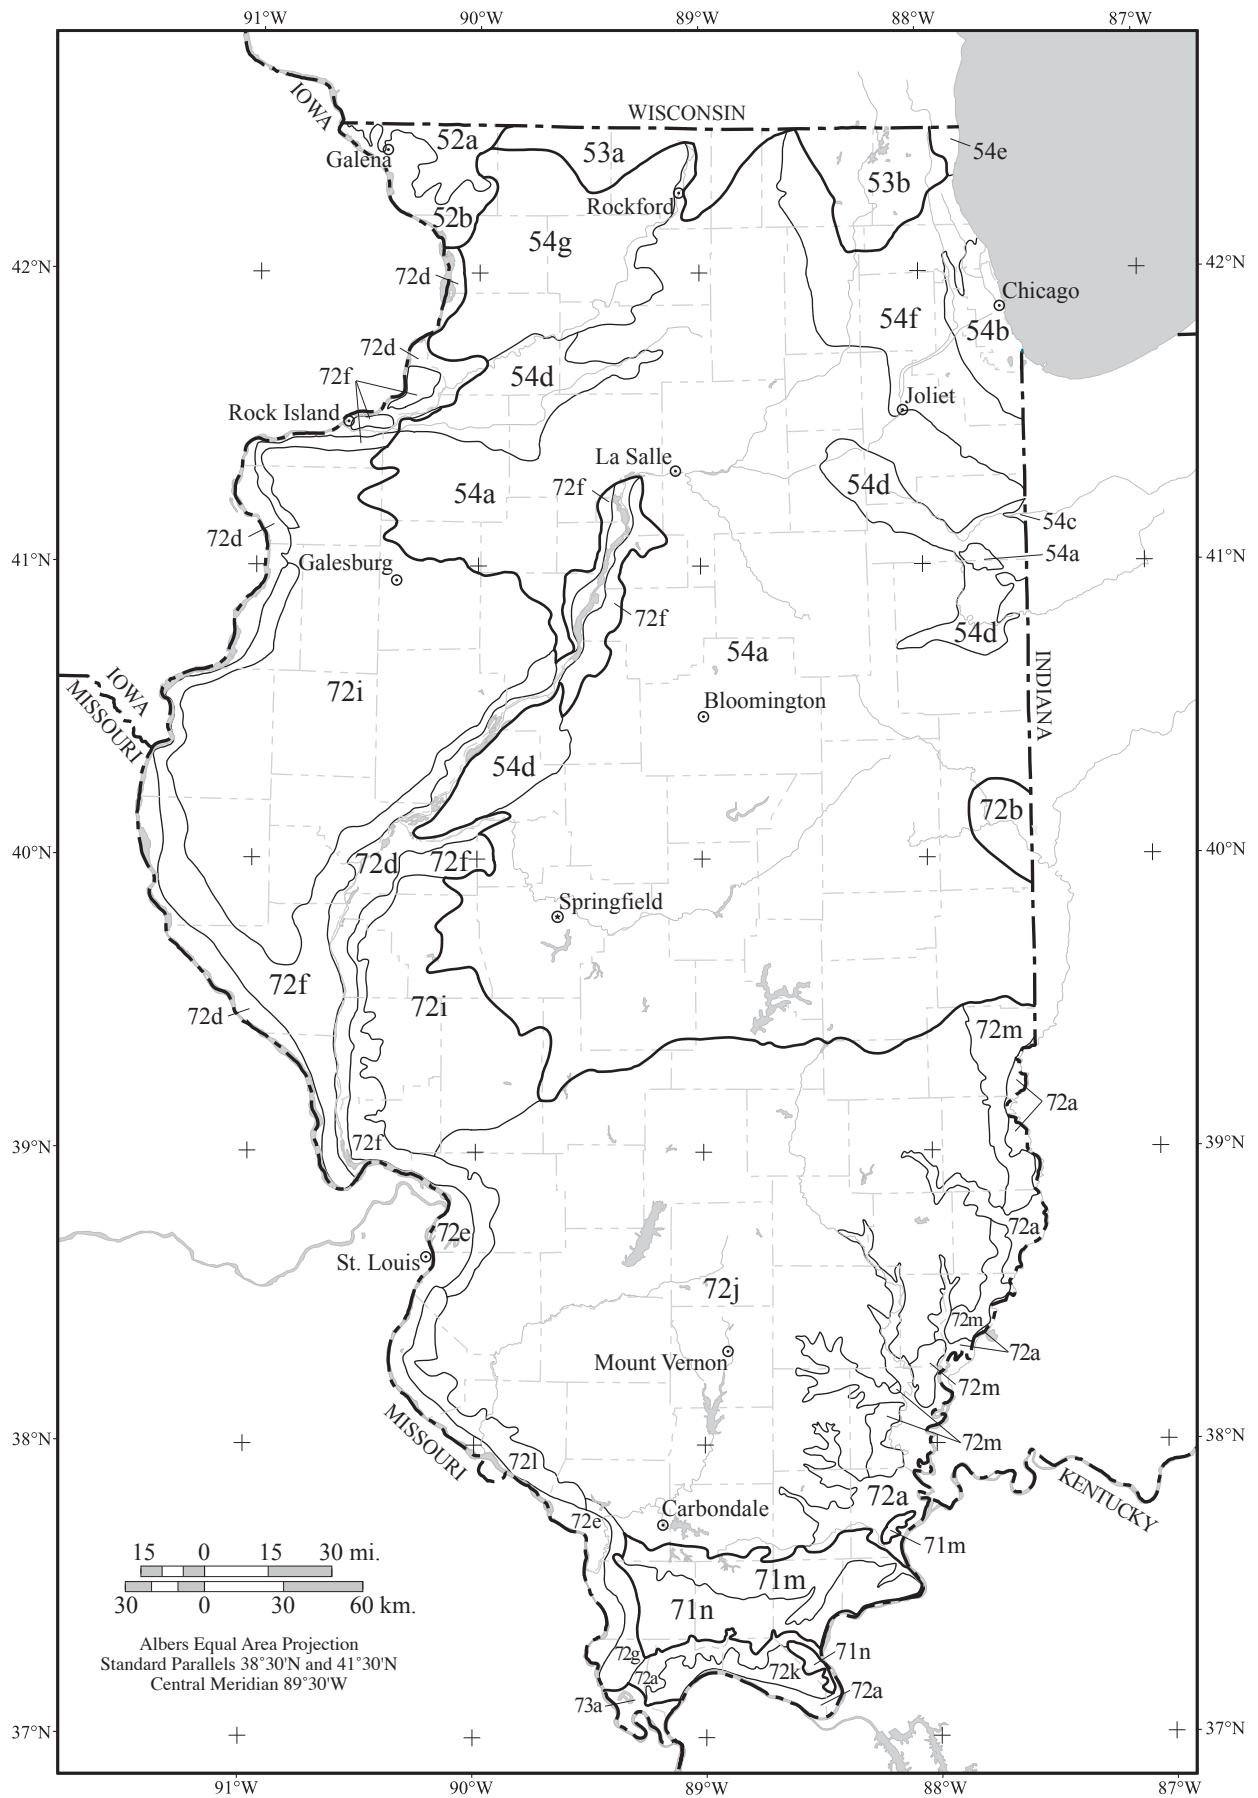 91°W 90°W 89°W 88°W 87°W
IOWA
WISCONSIN
52a
53a
54e
Galena
53b
Rockford
52b
54g
42°N
42°N
72d
Chicago
54f
54b
72d
72f
54d
Joliet
Rock Island
La Salle
72f
54a
54d
54c
72d
54a
41°N
Galesburg
41°N
72f
54d
54a
IOWA
MISSOURI
72i
INDIANA
Bloomington
54d
72b
40°N
40°N
72d
72f
Springfield
72f
72i
72d
72m
72a
39°N
72f
39°N
72e
72a
St. Louis
72j
72m
72a
Mount Vernon
72m
MISSOURI
38°N
72m
38°N
72l
KENTUCKY
72a
72e
Carbondale
71m
15 0 15 30 mi.
71m
30 0 30 60 km.
71n
Albers Equal Area Projection
Standard Parallels 38°30'N and 41°30'N
Central Meridian 89°30'W
72g
71n
72a
72k
72a
73a
37°N
37°N
91°W 90°W 89°W 88°W 87°W